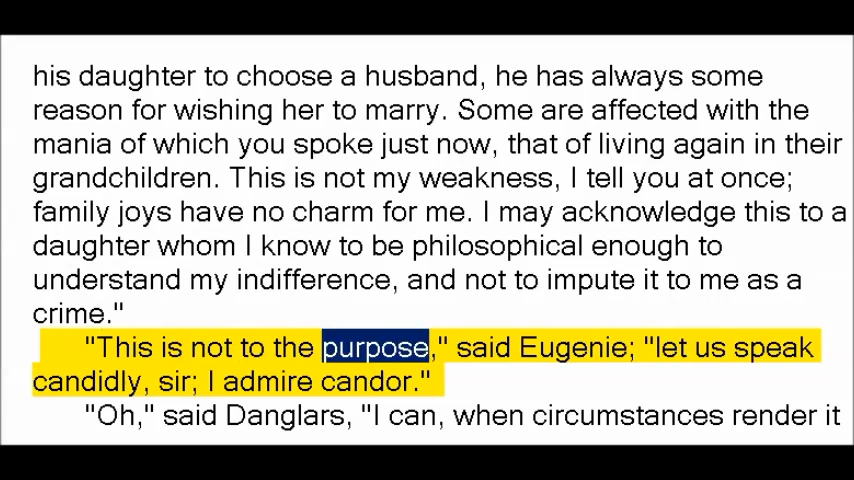 his daughter to choose a husband, he has always some
reason for wishing her to marry. Some are affected with the
mania of which you spoke just now, that of living again in their
grandchildren. This is not my weakness, I tell you at once;
family joys have no charm for me. I may acknowledge this to a
daughter whom I know to be philosophical enough to
understand my indifference, and not to impute it to me as a
crime."
"This is not to the purpose," said Eugenie; "let us speak
candidly, sir; I admire candor."
"Oh," said Danglars, "I can, when circumstances render it